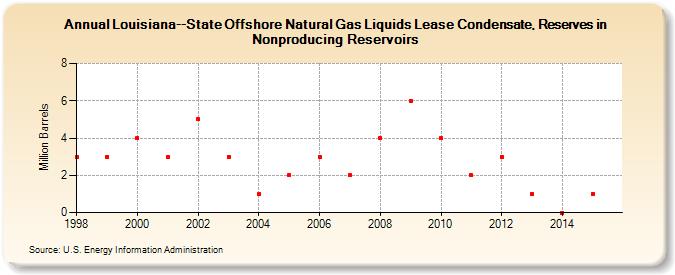 Annual Louisiana--State Offshore Natural Gas Liquids Lease Condensate, Reserves in
Nonproducing Reservoirs
Million Barrels
8
6
4
2
0
1998 2000 2002 2004 2006 2008 2010 2012 2014
Source: U.S. Energy Information Administration